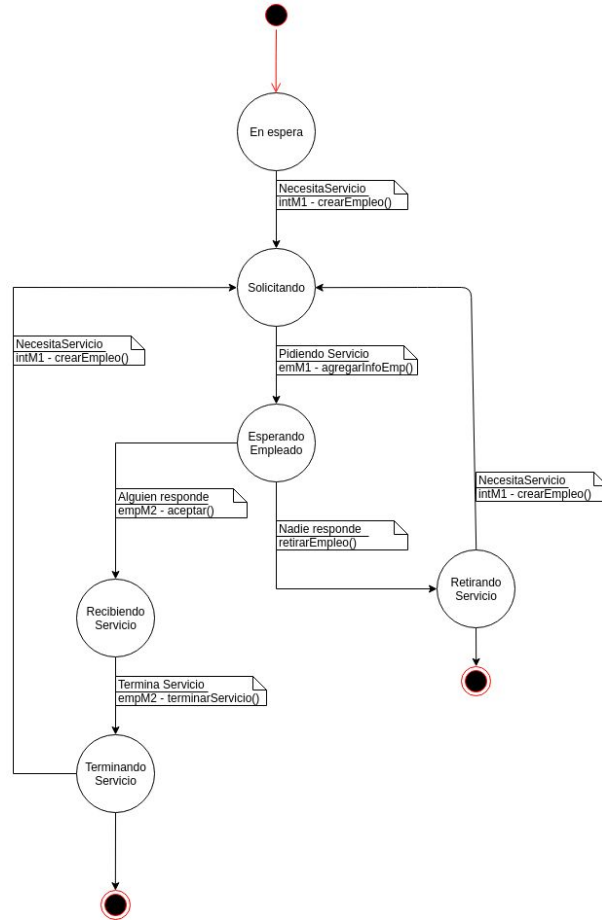 En espera
NecesitaServicio
intM1 - crearEmpleo()
Solicitando
NecesitaServicio
intM1 - crearEmpleo()
Pidiendo Servicio
emM1 - agregarInfoEmp()
Esperando
Empleado
NecesitaServicio
intM1 - crearEmpleo()
Alguien responde
empM2 - aceptar()
Nadie responde
retirarEmpleo()
Retirando
Servicio
Recibiendo
Servicio
Termina Servicio
empM2 - terminarServicio()
Terminando
Servicio